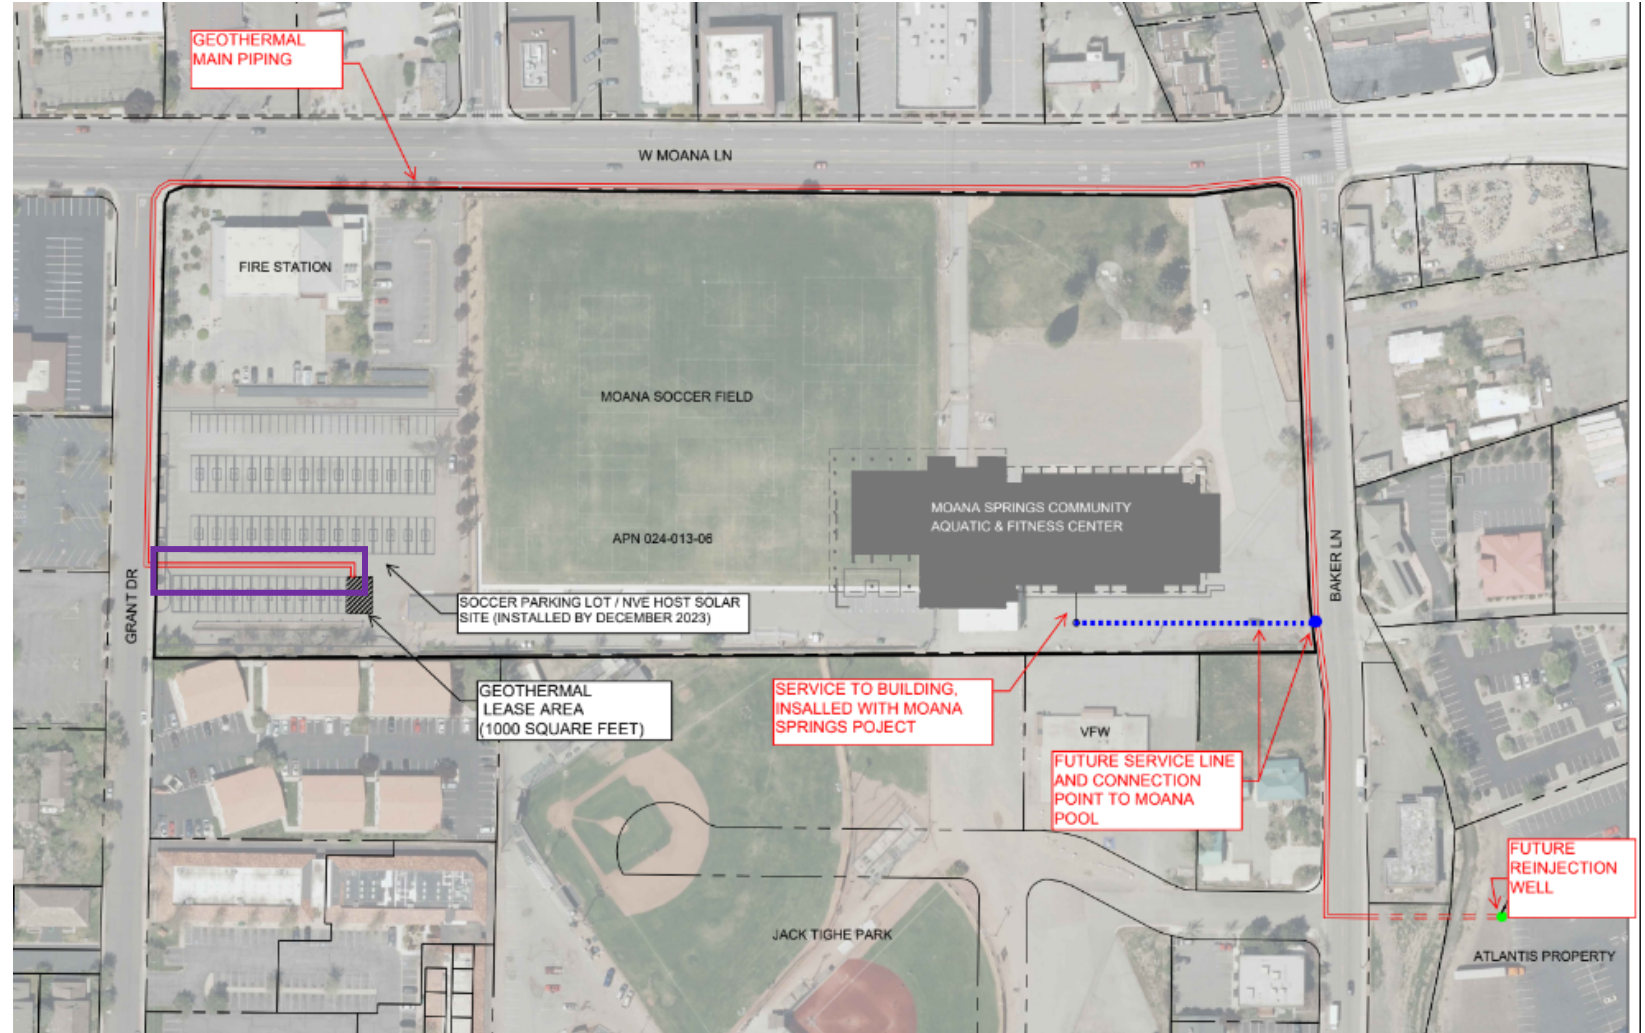 GEOTHERMAL
MAIN PIPING
W MOANA LN
FIRE STATION
MOANA SOCCER FIELD
MOANA SPRINGS COMMUNITY
AQUATIC & FITNESS CENTER
APN 024-013-06
GRANT DR
BAKER LN
SOCCER PARKING LOT / NVE HOST SOLAR
SITE (INSTALLED BY DECEMBER 2023)
GEOTHERMAL
LEASE AREA
(1000 SQUARE FEET)
SERVICE TO BUILDING,
INSALLED WITH MOANA
SPRINGS POJECT
VFW
FUTURE SERVICE LINE
AND CONNECTION
POINT TO MOANA
POOL
FUTURE
REINJECTION
WELL
JACK TIGHE PARK
ATLANTIS PROPERTY